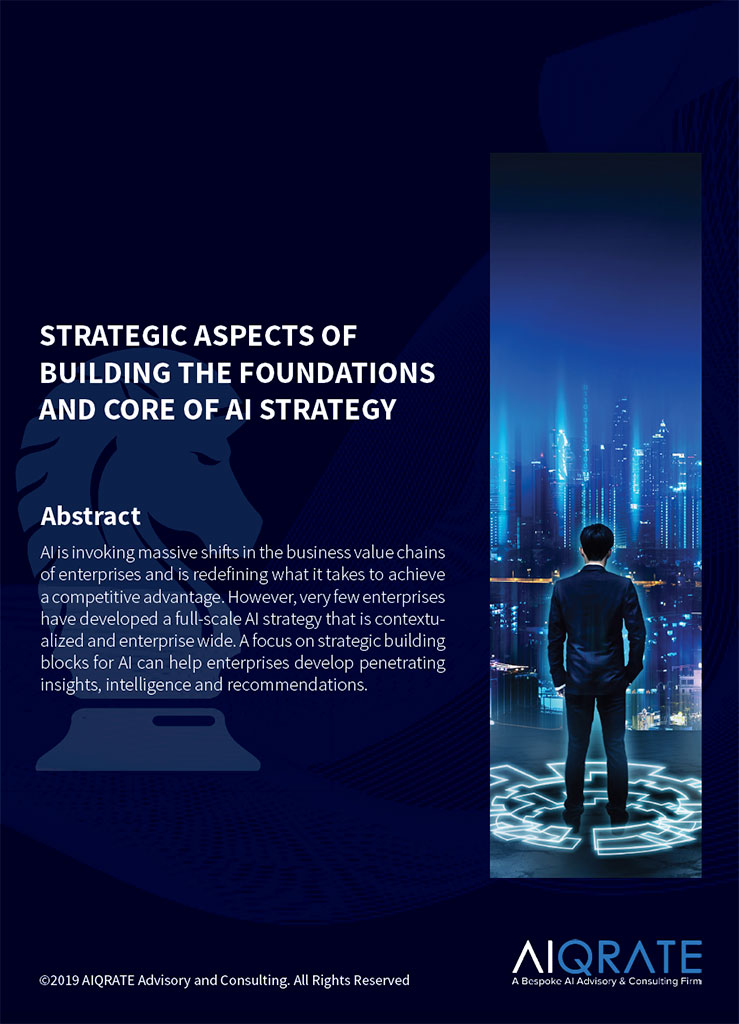 STRATEGIC ASPECTS OF
BUILDING THE FOUNDATIONS
AND CORE OF AI STRATEGY
Abstract
AI is invoking massive shifts in the business value chains
of enterprises and is redefining what it takes to achieve
a competitive advantage. However, very few enterprises
have developed a full-scale AI strategy that is contextu-
alized and enterprise wide. A focus on strategic building
blocks for AI can help enterprises develop penetrating
insights, intelligence and recommendations.
©2019 AIQRATE Advisory and Consulting. All Rights Reserved
AIQRATE
A Bespoke AI Advisory & Consulting Firm